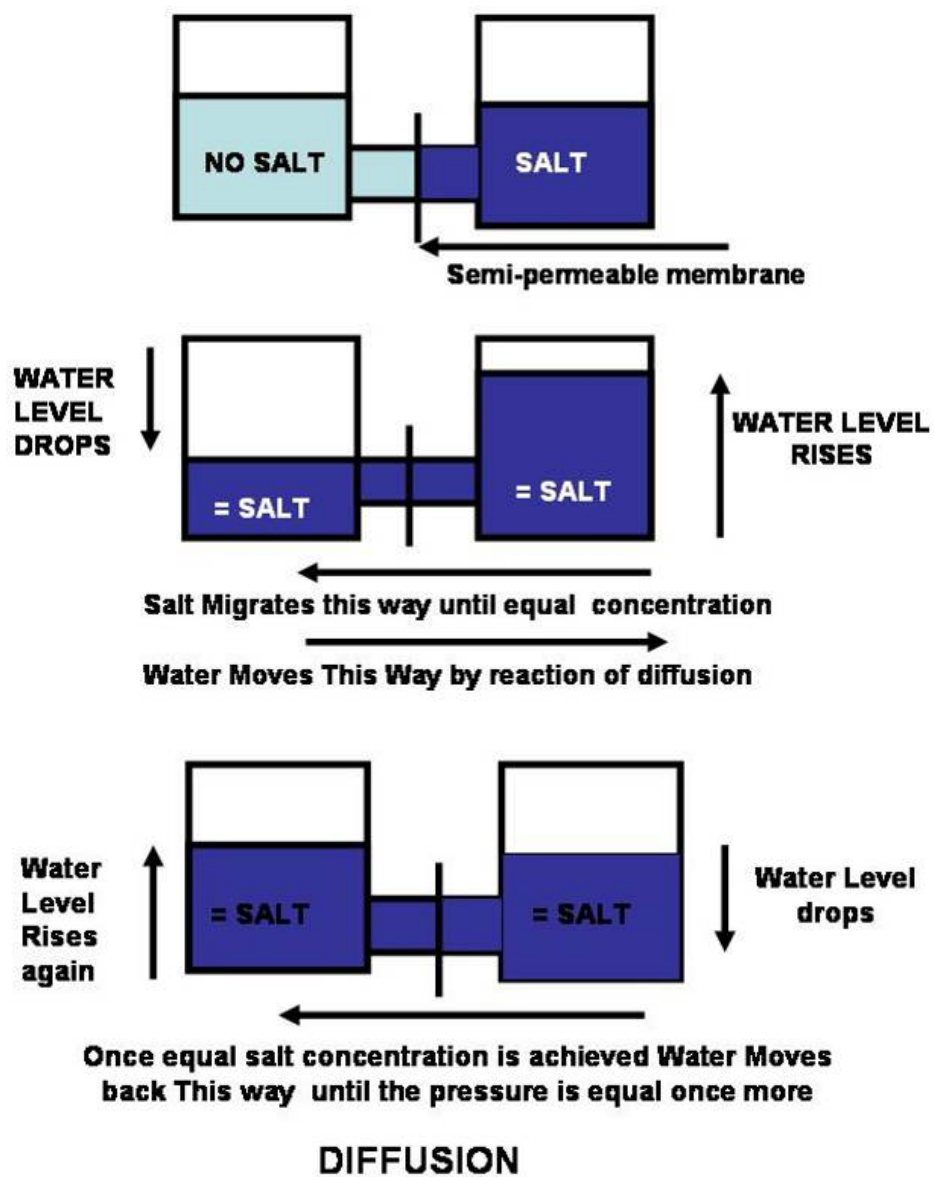 NO SALT
SALT
Semi-permeable membrane
WATER
LEVEL
DROPS
WATER LEVEL
RISES
= SALT
= SALT
Salt Migrates this way until equal concentration
Water Moves This Way by reaction of diffusion
Water
Level
Rises
again
= SALT
= SALT
Water Level
drops
Once equal salt concentration is achieved Water Moves
back This way until the pressure is equal once more
DIFFUSION